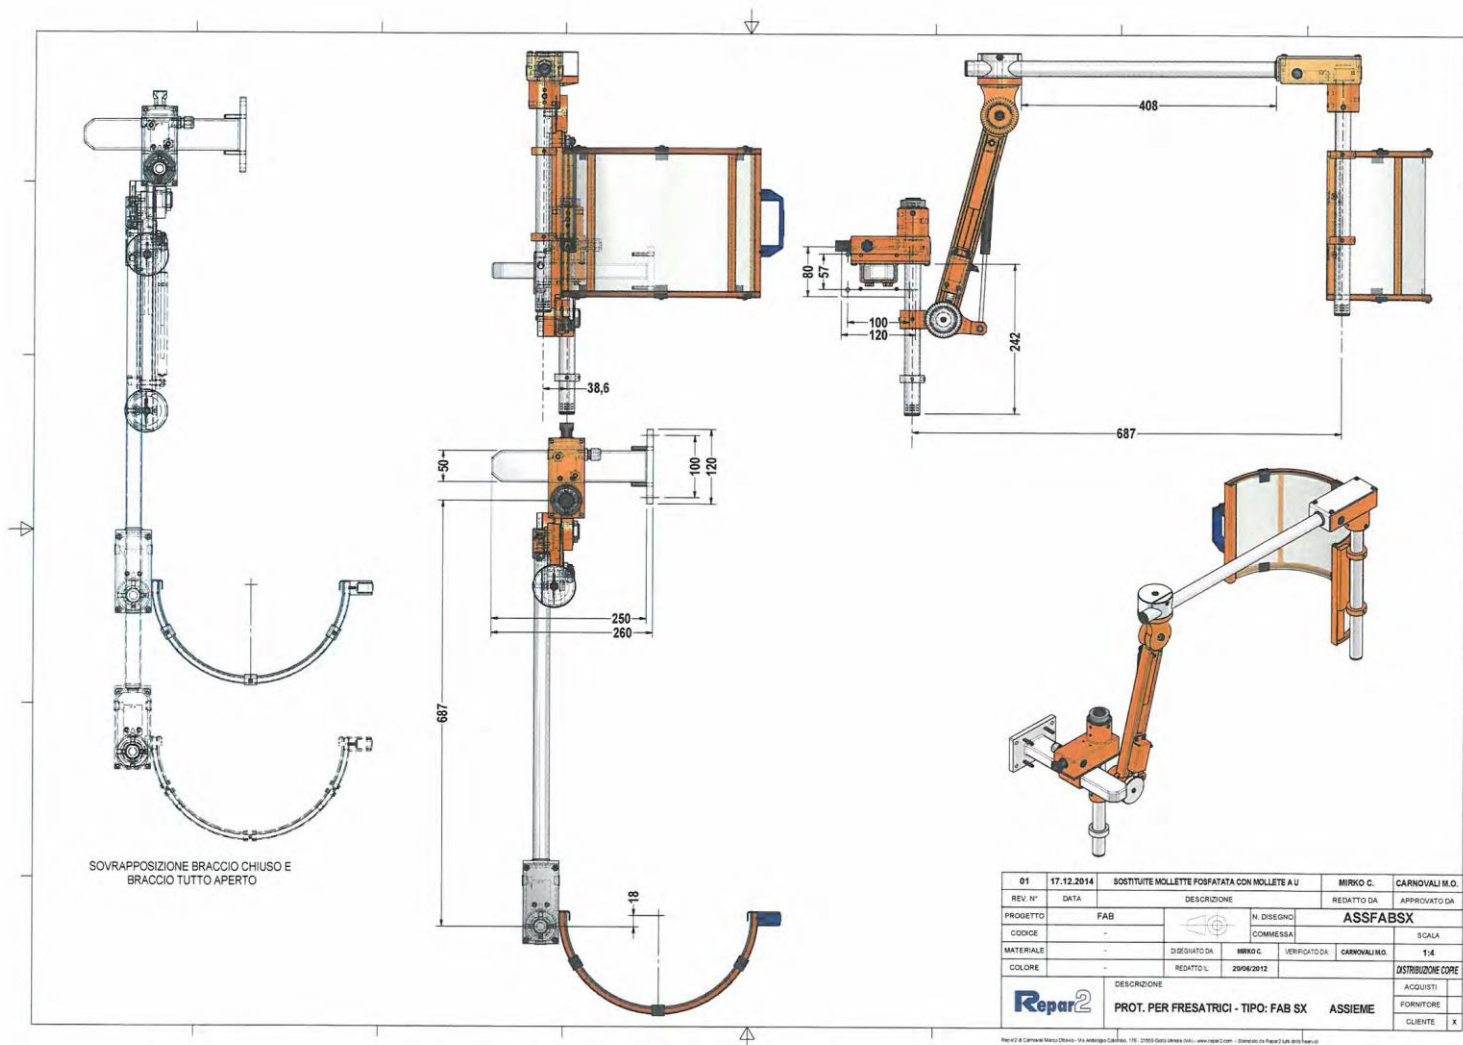 408
80
57
100
120
242
687
38,6
50
100
120
250
260
687
18
SOVRAPPOSIZIONE BRACCIO CHIUSO E
BRACCIO TUTTO APERTO
01 17.12.2014 SOSTITUITE MOLLETTE FOSFATATA CON MOLLETE A U MIRKO C. CARNOVALI M.O.
REV. N° DATA DESCRIZIONE REDATTO DA APPROVATO DA
PROGETTO FAB N. DISEGNO ASSFABSX
CODICE - COMMESSA SCALA
MATERIALE - DISEGNATO DA MIRKO C. VERIFICATO DA CARNOVALI M.O. 1:4
COLORE - REDATTO IL 20/06/2012 DISTRIBUZIONE COPIE
Repar2
DESCRIZIONE
PROT. PER FRESATRICI - TIPO: FAB SX ASSIEME
ACQUISTI
FORNITORE
CLIENTE X